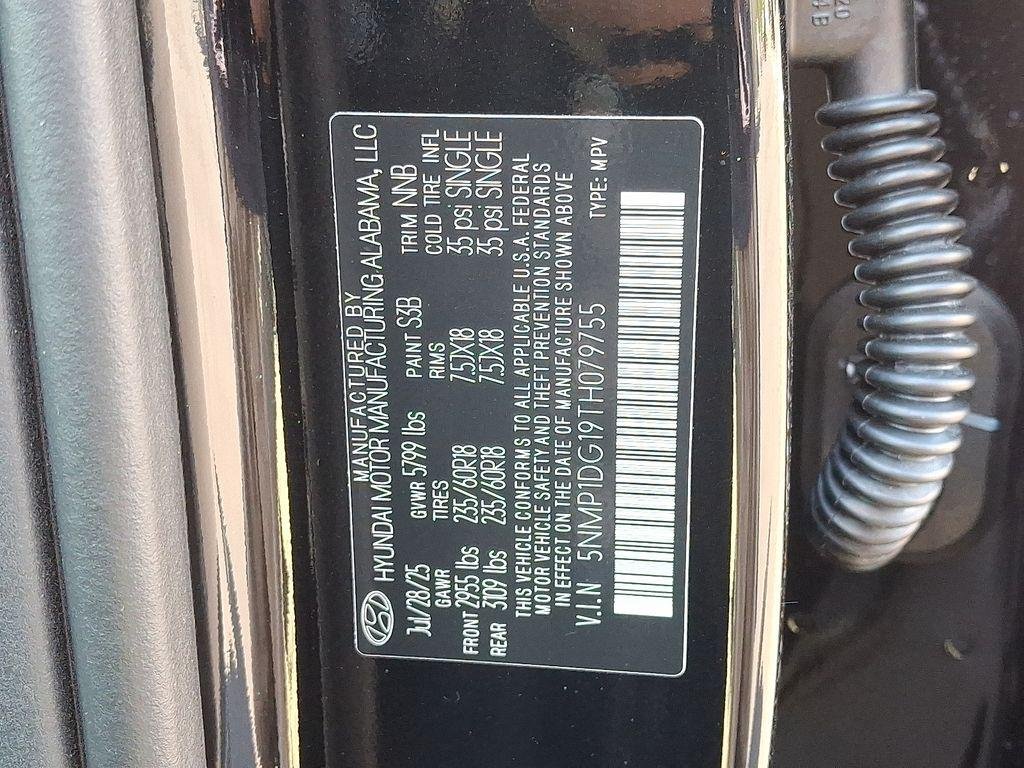 MANUFACTURED BY
HYUNDAI MOTOR MANUFACTURING ALABAMA, LLC
JUL/28/25 GVWR 5799 lbs PAINT S3B TRIM NNB
GAWR TIRES RIMS COLD TIRE INFL
FRONT 2955 lbs 235/60R18 7.5JX18 35 psi SINGLE
REAR 3109 lbs 235/60R18 7.5JX18 35 psi SINGLE
THIS VEHICLE CONFORMS TO ALL APPLICABLE U.S.A. FEDERAL
MOTOR VEHICLE SAFETY AND THEFT PREVENTION STANDARDS
IN EFFECT ON THE DATE OF MANUFACTURE SHOWN ABOVE
V.I.N 5NMP1DG19TH079755 TYPE: MPV